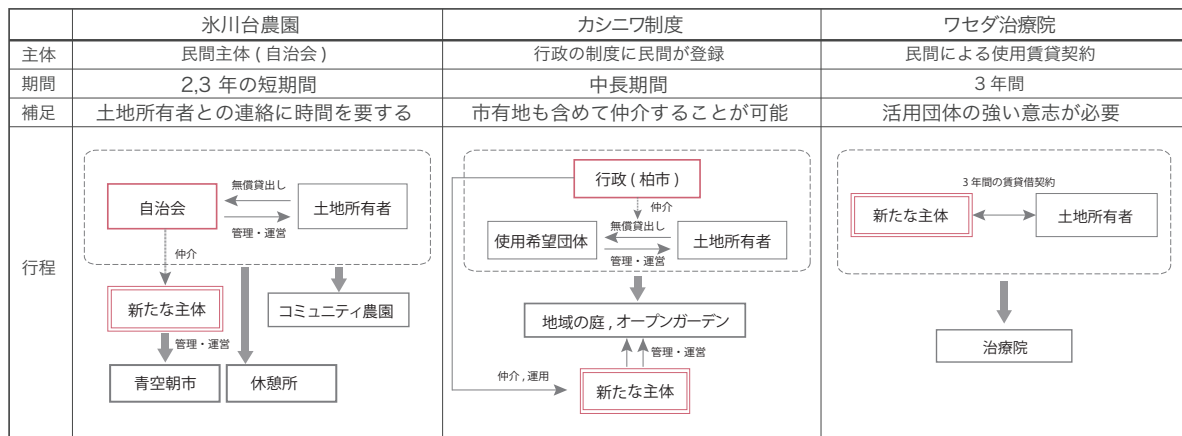 氷川台農園 カシニワ制度 ワセダ治療院
主体 民間主体 ( 自治会 ) 行政の制度に民間が登録 民間による使用賃貸契約
期間 2,3 年の短期間 中長期間 3 年間
補足 土地所有者との連絡に時間を要する 市有地も含めて仲介することが可能 活用団体の強い意志が必要
行程
自治会
無償貸出し
管理・運営
土地所有者
仲介
新たな主体
コミュニティ農園
管理・運営
青空朝市
休憩所
行政 ( 柏市 )
仲介
使用希望団体
無償貸出し
管理・運営
土地所有者
地域の庭 , オープンガーデン
管理・運営
仲介 , 運用
新たな主体
3 年間の賃貸借契約
新たな主体
土地所有者
治療院